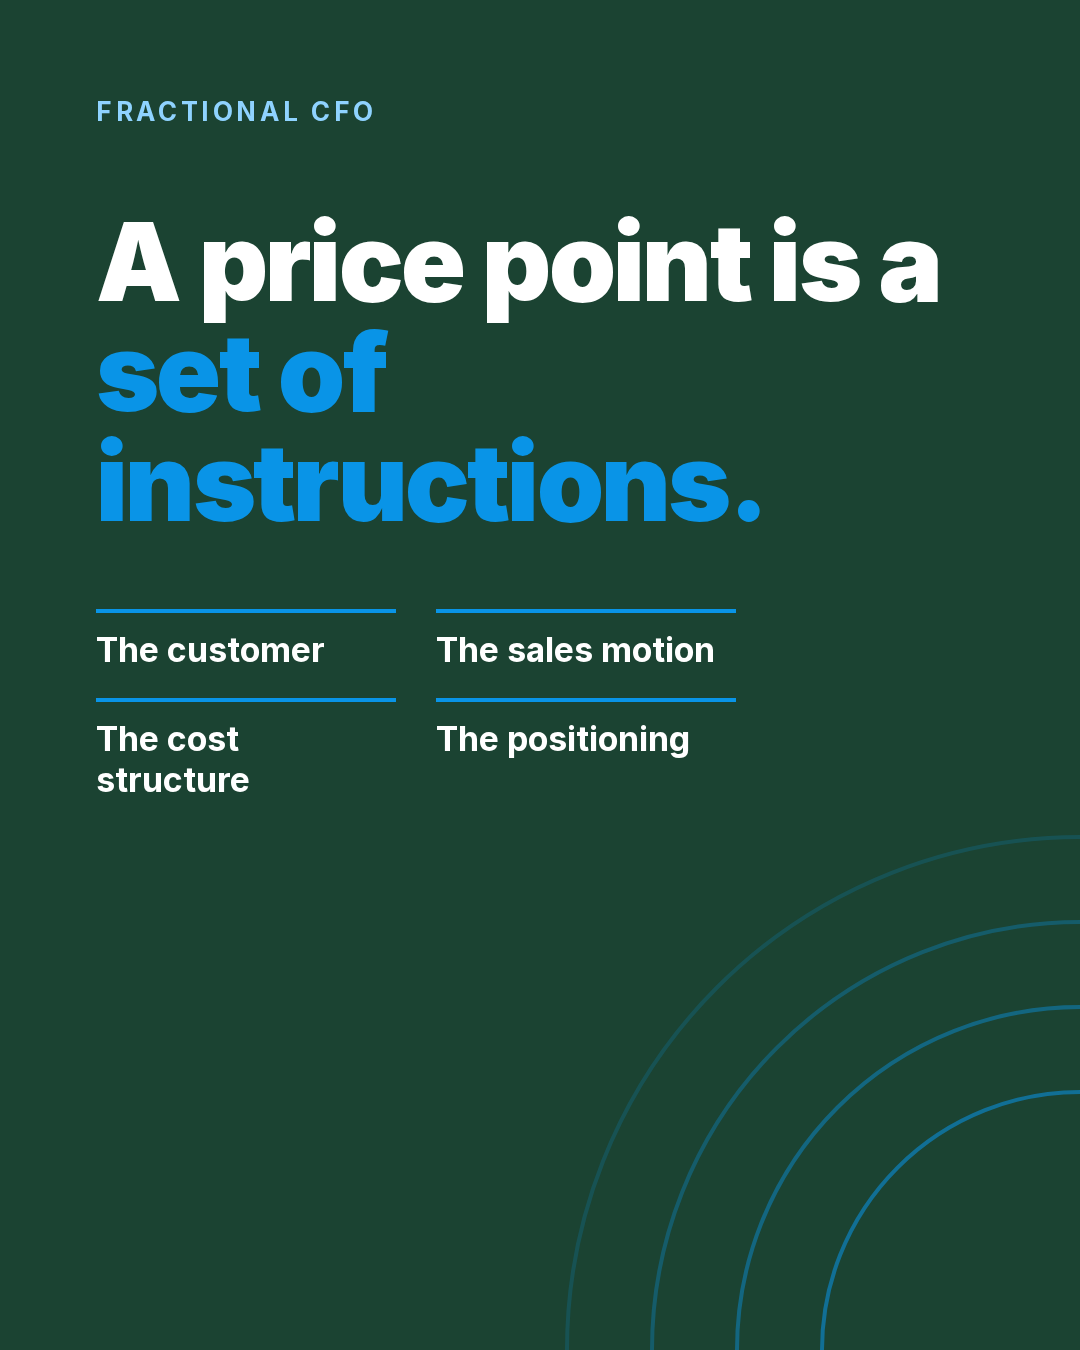 FRACTIONAL CFO
A price point is a
set of
instructions.
The customer
The sales motion
The cost
structure
The positioning